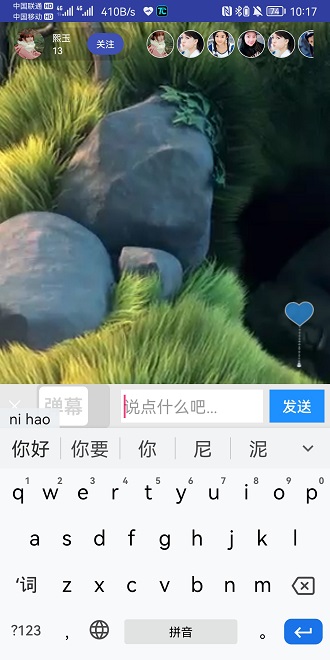 中国联通 HD
中国移动 HD
4G 4G 410B/s 74 10:17
熙玉
13
关注
弹幕
说点什么吧...
发送
ni hao
你好 你要 你 尼 泥
1 2 3 4 5 6 7 8 9 0
q w e r t y u i o p
a s d f g h j k l
'词 z x c v b n m
?123 , 拼音 。